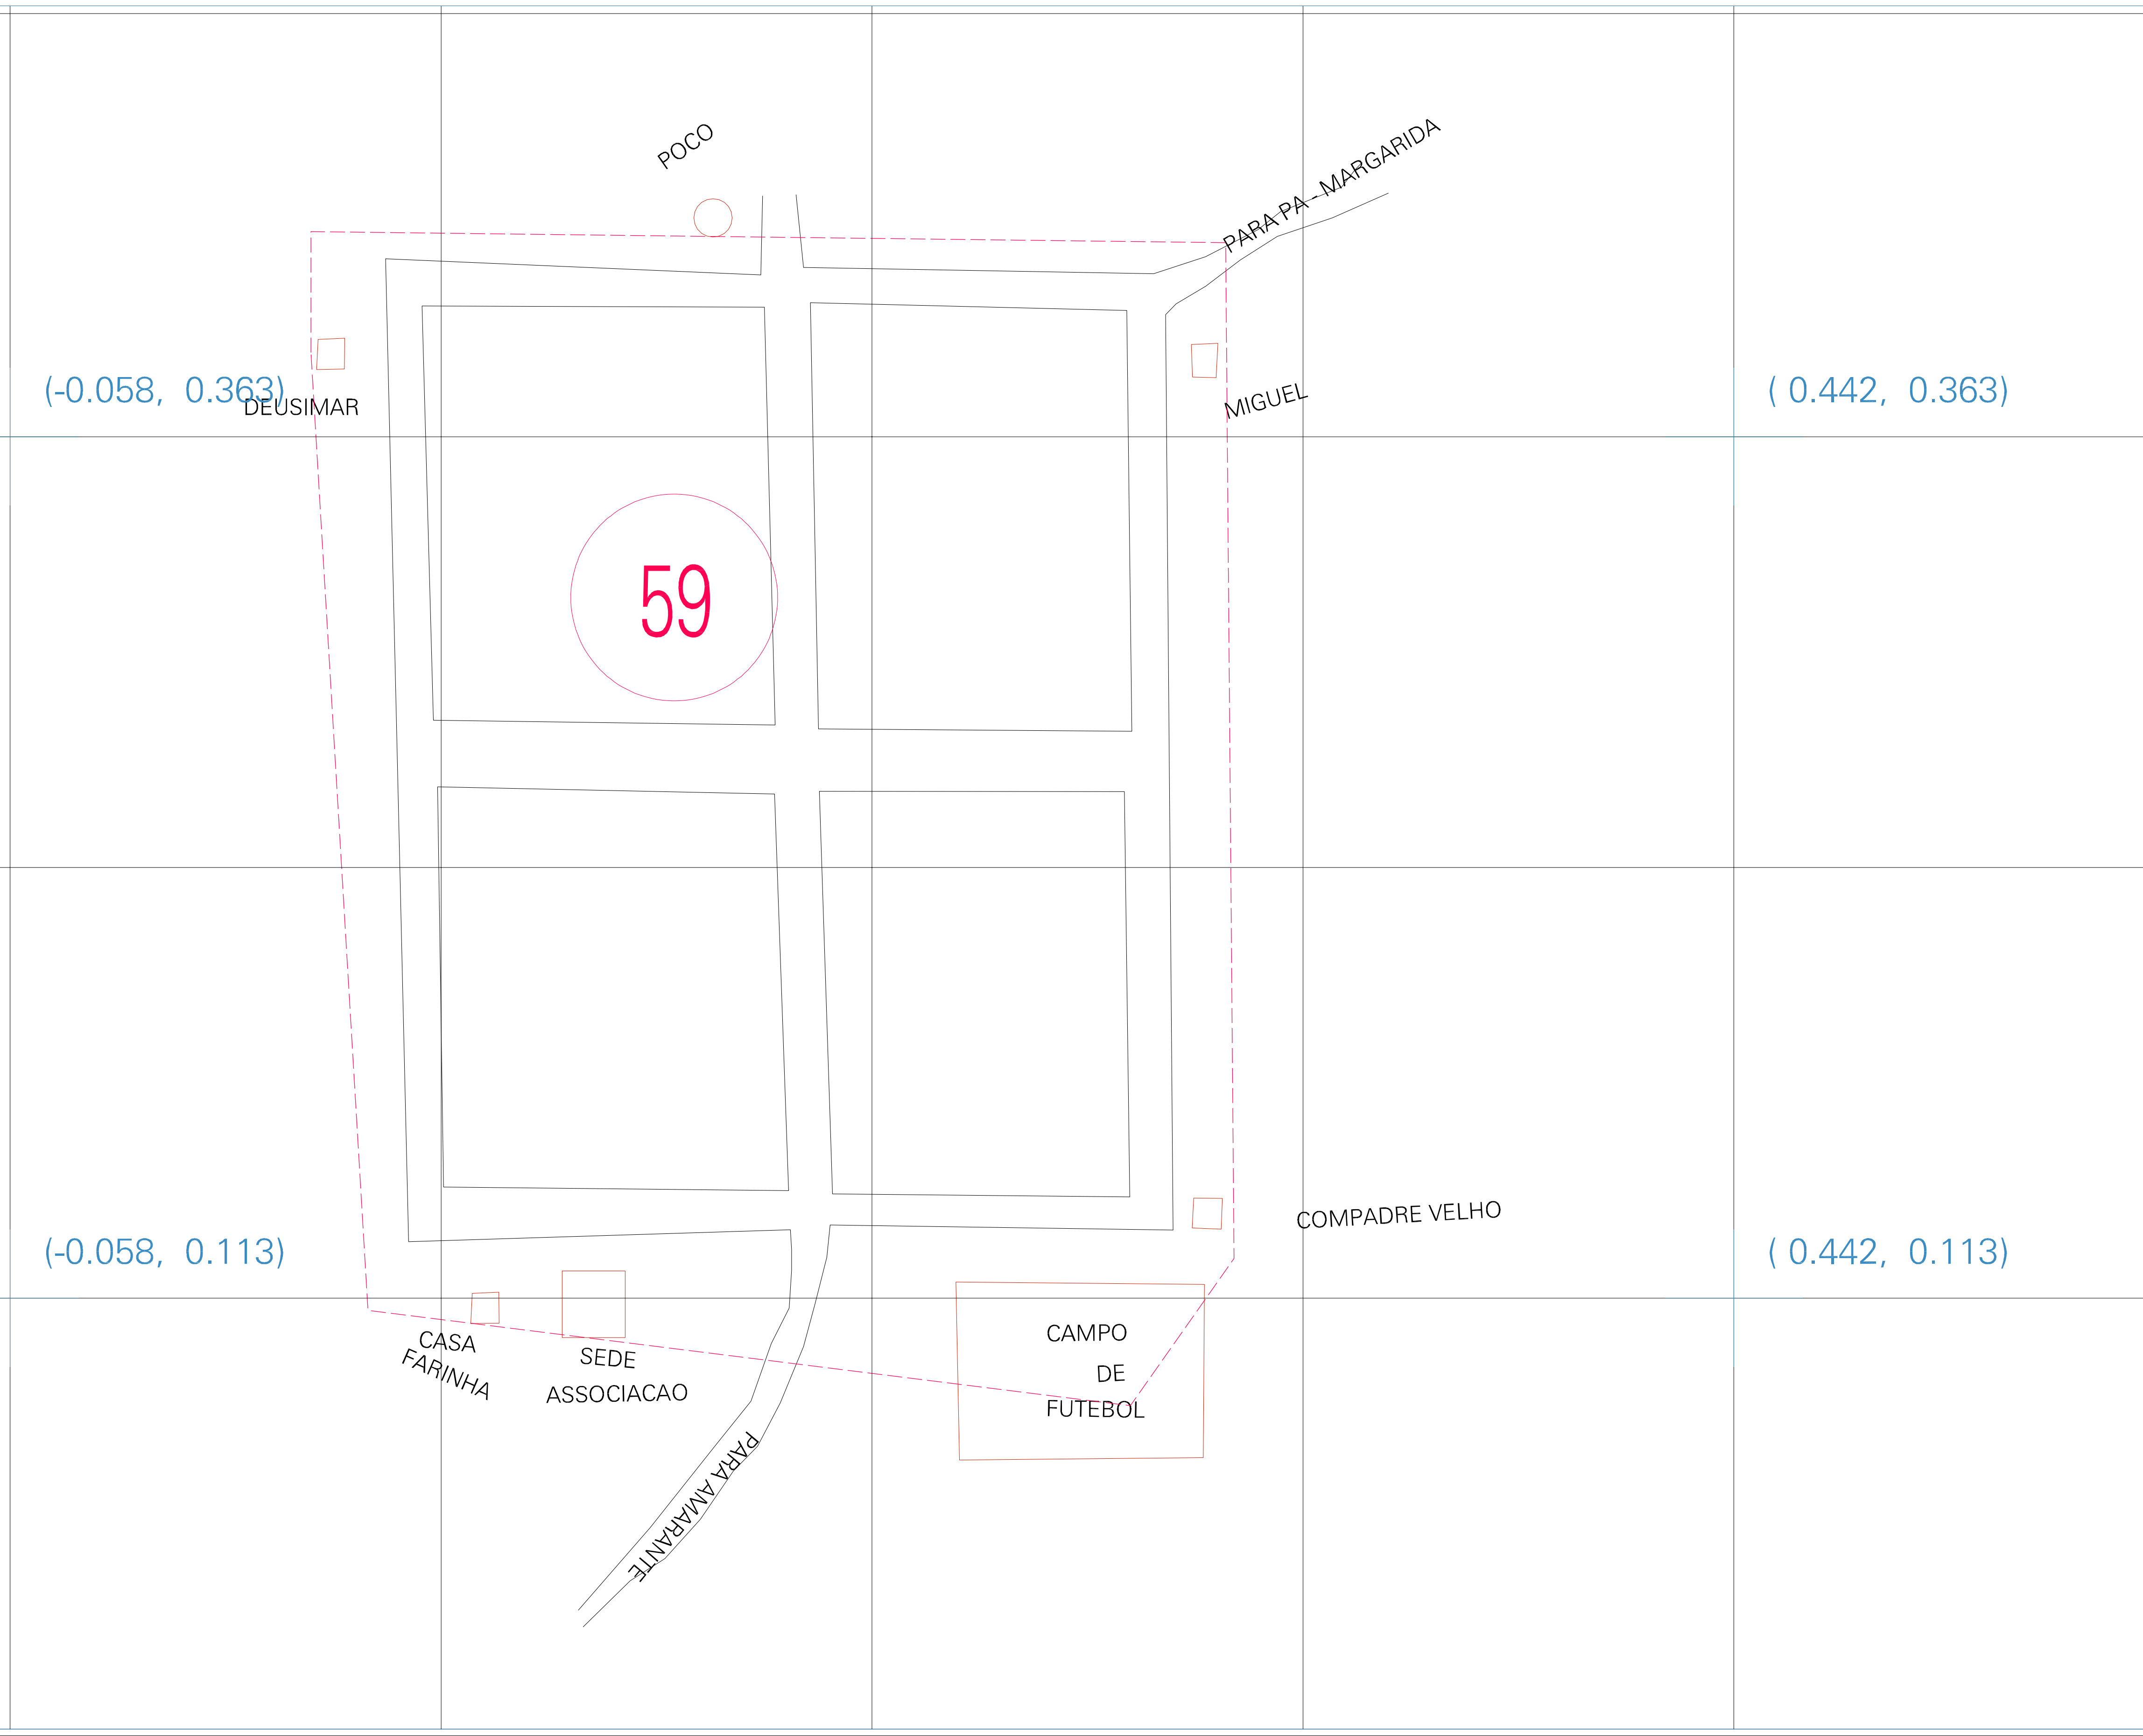 POCO
PARA PA - MARGARIDA
(-0.058, 0.363)
DEUSIMAR
MIGUEL
( 0.442, 0.363)
59
COMPADRE VELHO
(-0.058, 0.113)
( 0.442, 0.113)
CASA
FARINHA
SEDE
ASSOCIACAO
CAMPO
DE
FUTEBOL
PARA AMARANTE